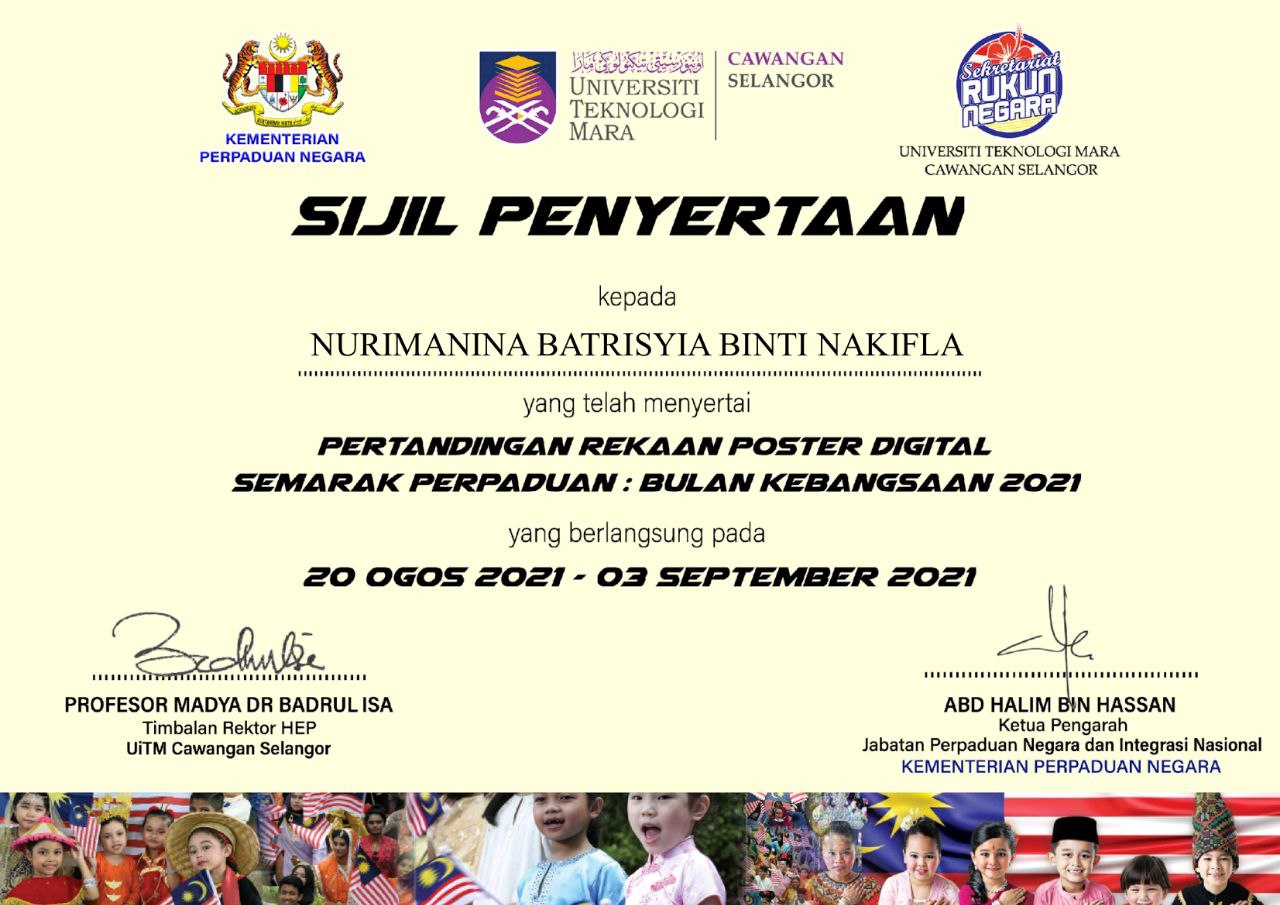 KEMENTERIAN
PERPADUAN NEGARA
اونيۏرسيتي تيكنولوڬي مارا
UNIVERSITI
TEKNOLOGI
MARA
CAWANGAN
SELANGOR
Sekretariat
RUKUN
NEGARA
UNIVERSITI TEKNOLOGI MARA
CAWANGAN SELANGOR
SIJIL PENYERTAAN
kepada
NURIMANINA BATRISYIA BINTI NAKIFLA
yang telah menyertai
PERTANDINGAN REKAAN POSTER DIGITAL
SEMARAK PERPADUAN : BULAN KEBANGSAAN 2021
yang berlangsung pada
20 OGOS 2021 - 03 SEPTEMBER 2021
PROFESOR MADYA DR BADRUL ISA
Timbalan Rektor HEP
UiTM Cawangan Selangor
ABD HALIM BIN HASSAN
Ketua Pengarah
Jabatan Perpaduan Negara dan Integrasi Nasional
KEMENTERIAN PERPADUAN NEGARA